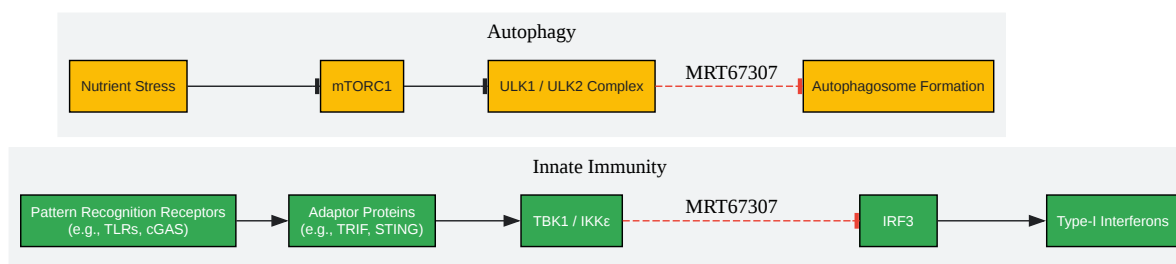 Autophagy
Nutrient Stress
mTORC1
ULK1 / ULK2 Complex
MRT67307
Autophagosome Formation
Innate Immunity
Pattern Recognition Receptors
(e.g., TLRs, cGAS)
Adaptor Proteins
(e.g., TRIF, STING)
TBK1 / IKKε
MRT67307
IRF3
Type-I Interferons